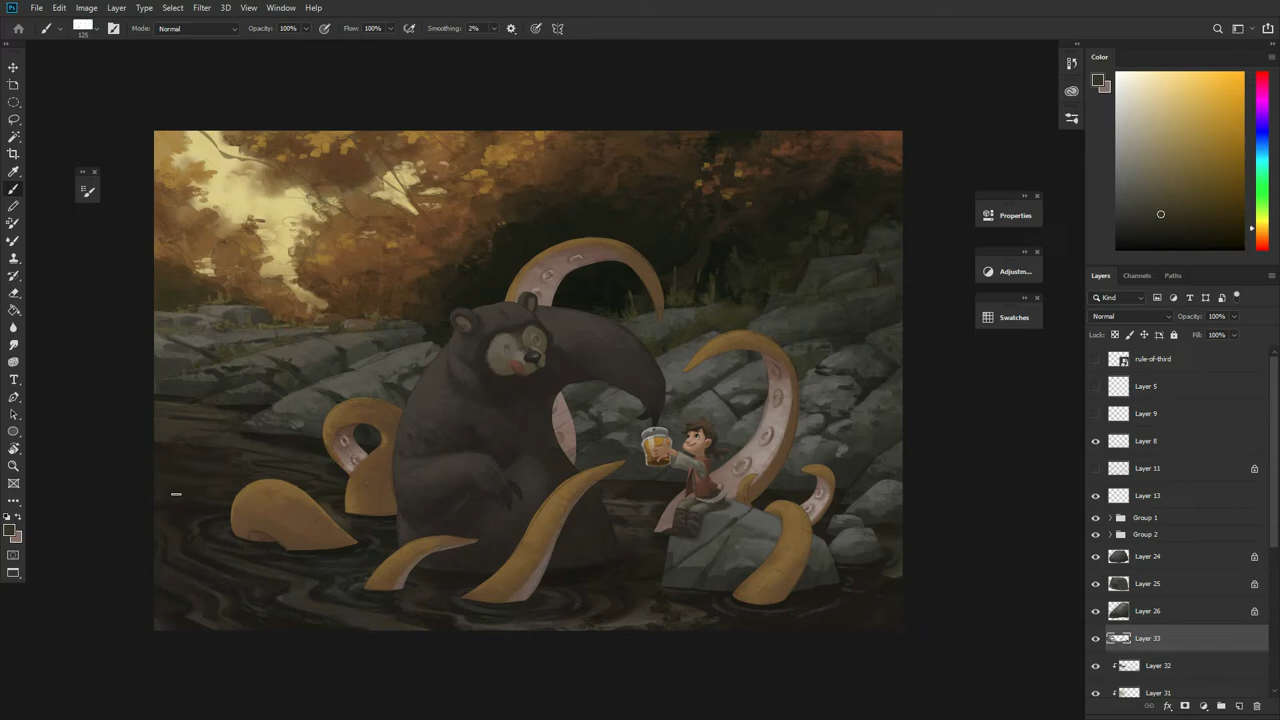 Ps File Edit Image Layer Type Select Filter 3D View Window Help
125 Mode: Normal Opacity: 100% Flow: 100% Smoothing: 2%
Color
Properties
Adjustm...
Swatches
Layers Channels Paths
Kind
Normal Opacity: 100%
Lock: Fill: 100%
rule-of-third
Layer 5
Layer 9
Layer 8
Layer 11
Layer 13
Group 1
Group 2
Layer 24
Layer 25
Layer 26
Layer 33
Layer 32
Layer 31